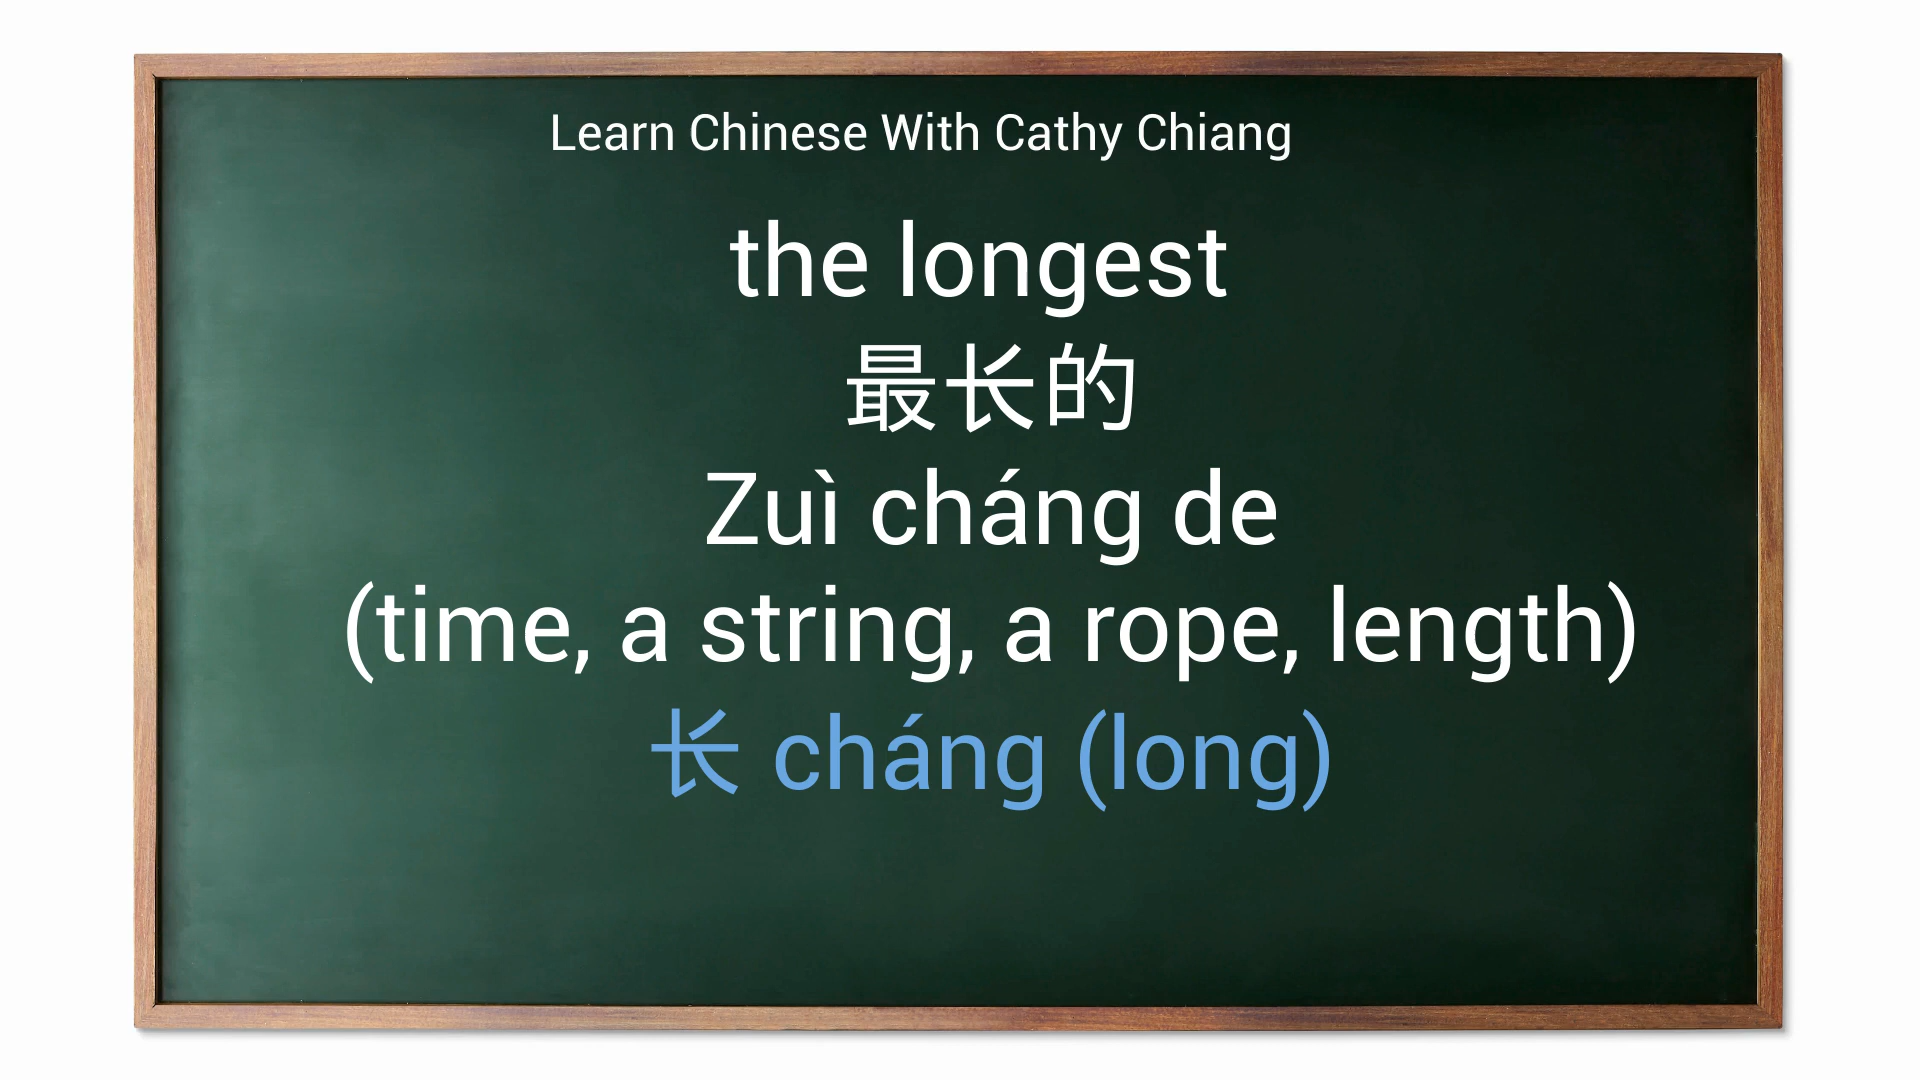 Learn Chinese With Cathy Chiang
the longest
最长的
Zuì cháng de
(time, a string, a rope, length)
长 cháng (long)